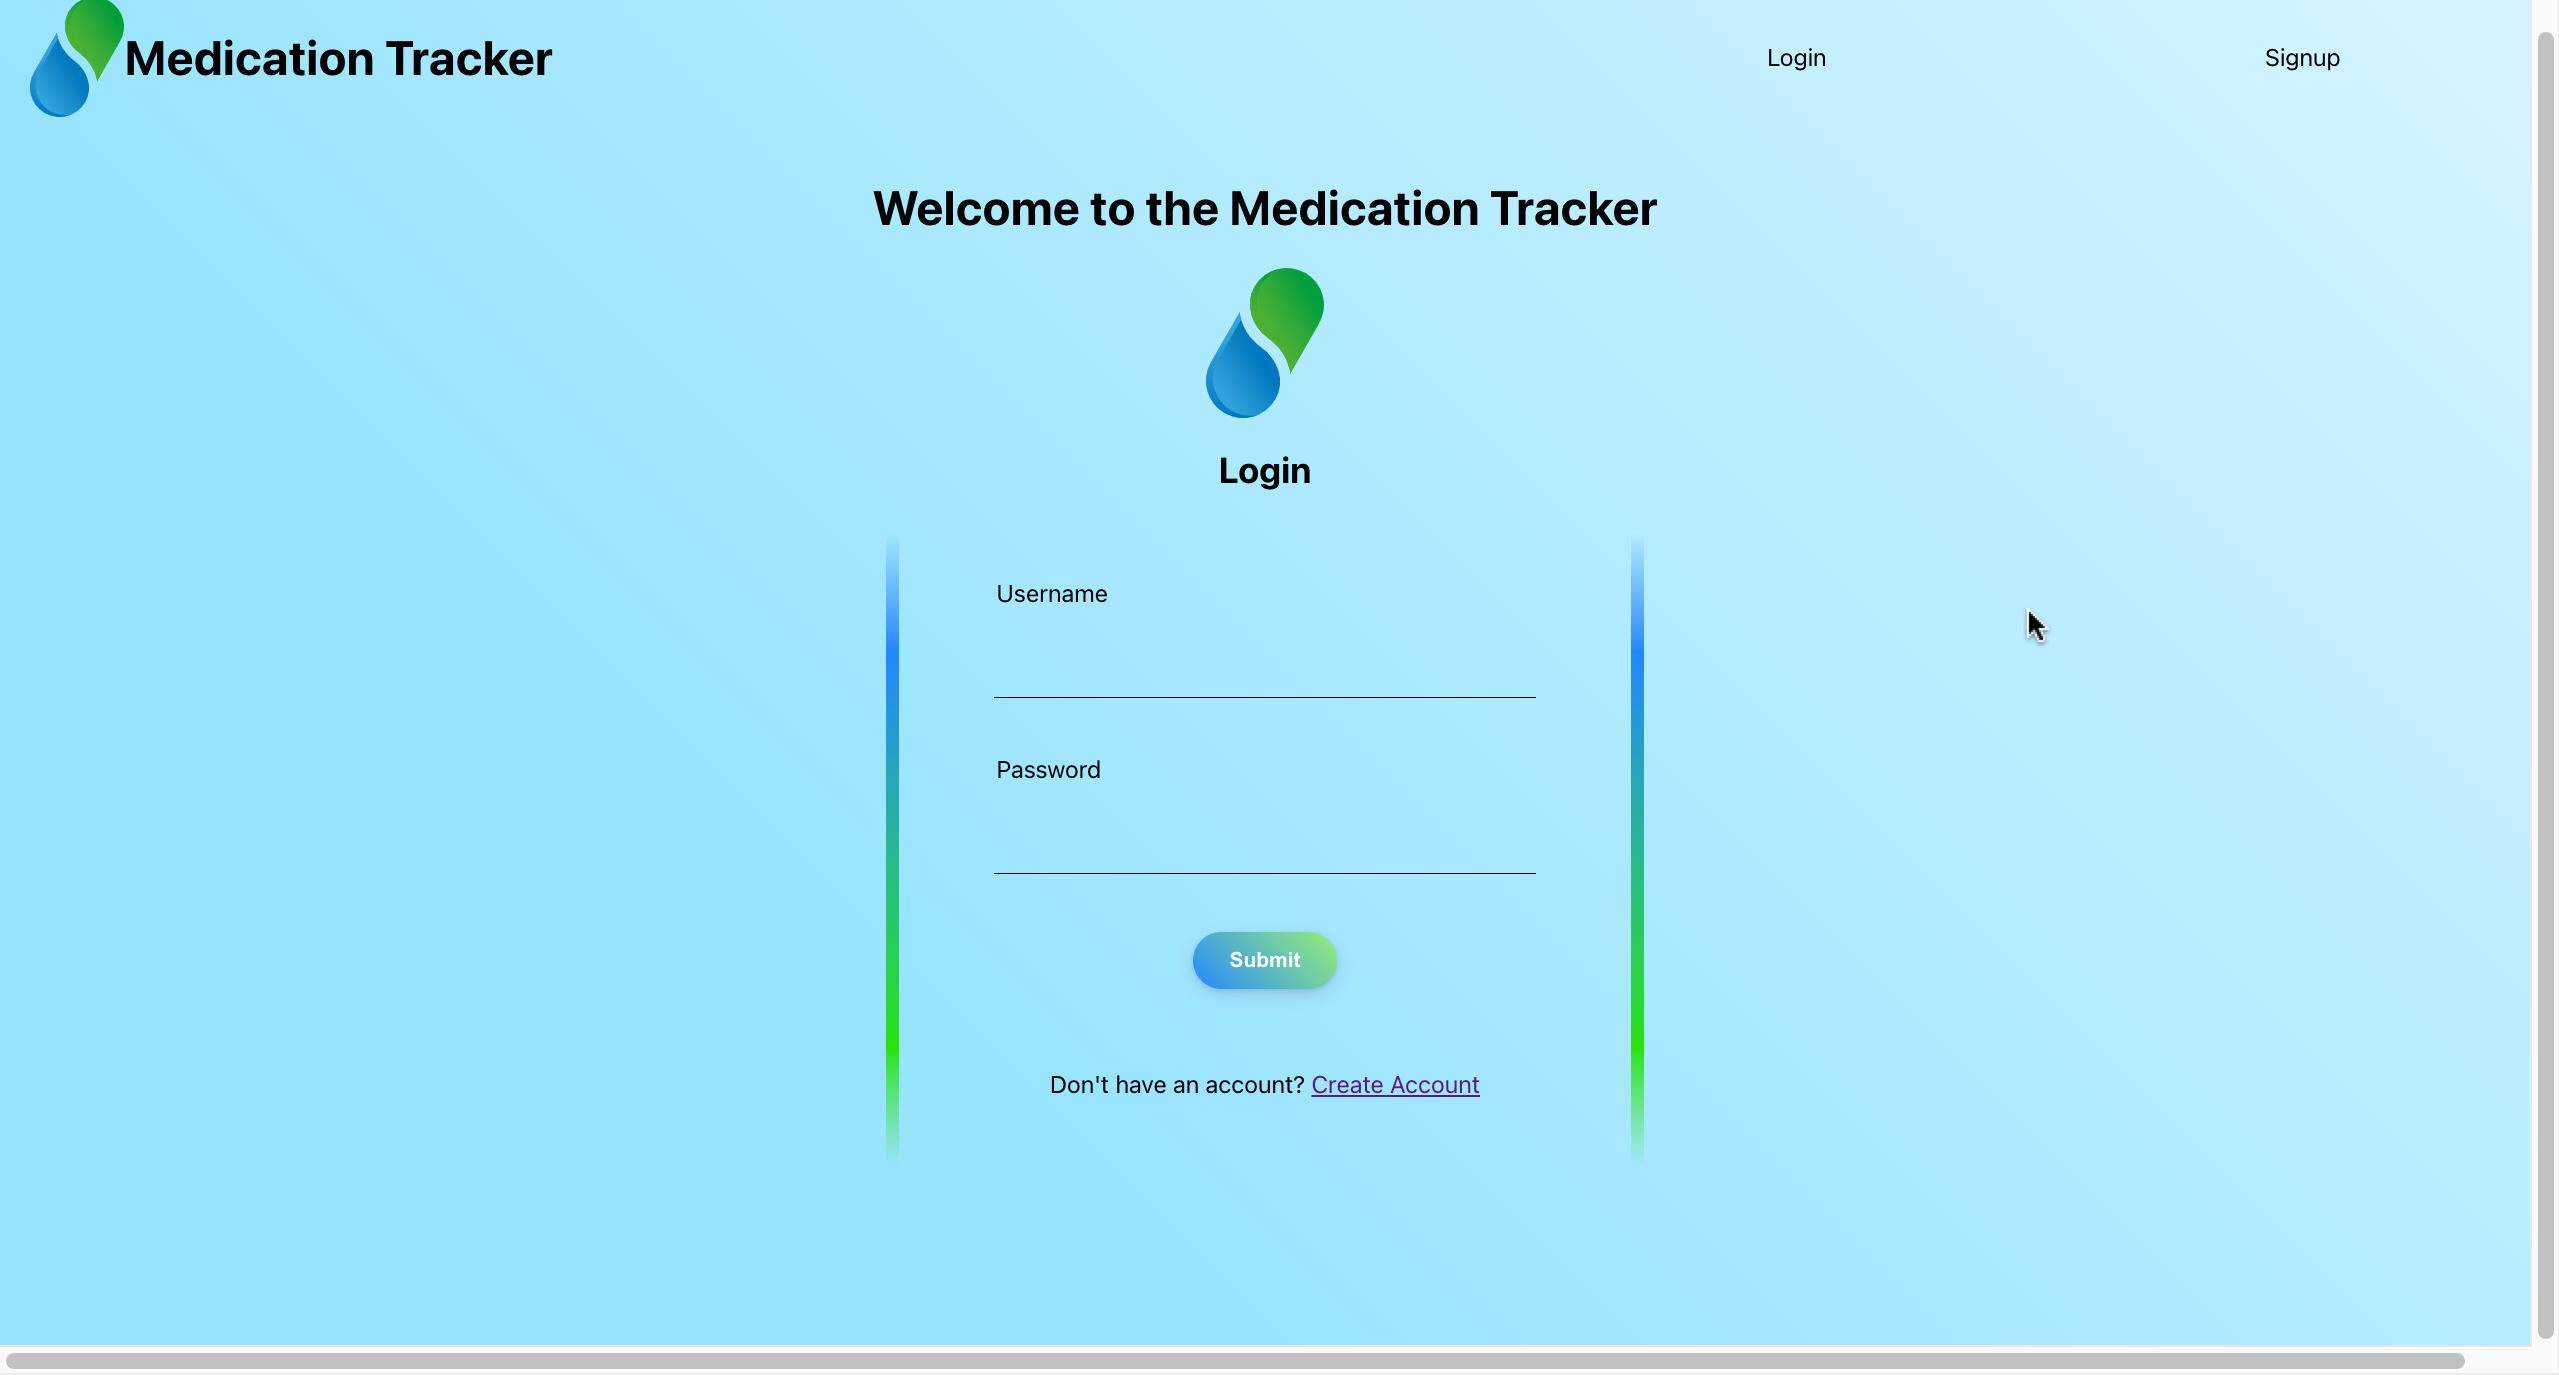 Medication Tracker
Login
Signup
Welcome to the Medication Tracker
Login
Username
Password
Submit
Don't have an account? Create Account